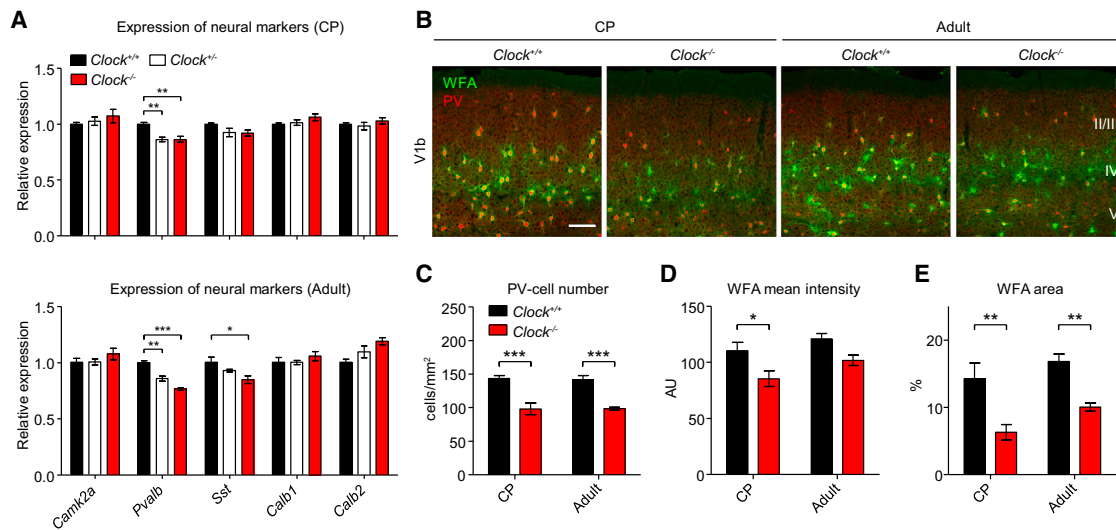 A
Expression of neural markers (CP)
Clock+/+ Clock+/-
Clock-/-
Relative expression
1.5
1.0
0.5
0.0
** **
Expression of neural markers (Adult)
Relative expression
1.5
1.0
1.5
0.0
*** ** *
Camk2a Pvalb Sst Calb1 Calb2
B
CP Adult
Clock+/+ Clock-/- Clock+/+ Clock-/-
WFA
PV
V1b
II/II
IV
V
C
PV-cell number
Clock+/+
Clock-/-
cells/mm2
250
200
150
100
150
0
*** ***
CP Adult
D
WFA mean intensity
AU
150
100
50
0
*
CP Adult
E
WFA area
%
20
10
0
** **
CP Adult